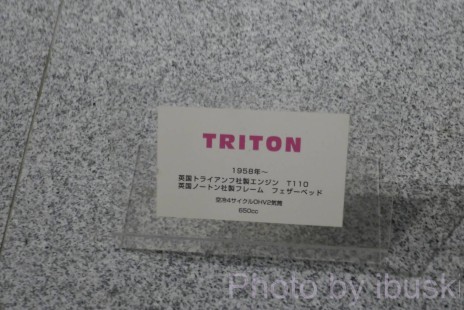 TRITON
1958年～
英国トライアンフ社製エンジン　T110
英国ノートン社製フレーム　フェザーベッド
空冷4サイクルOHV2気筒
650cc
Photo by ibusk